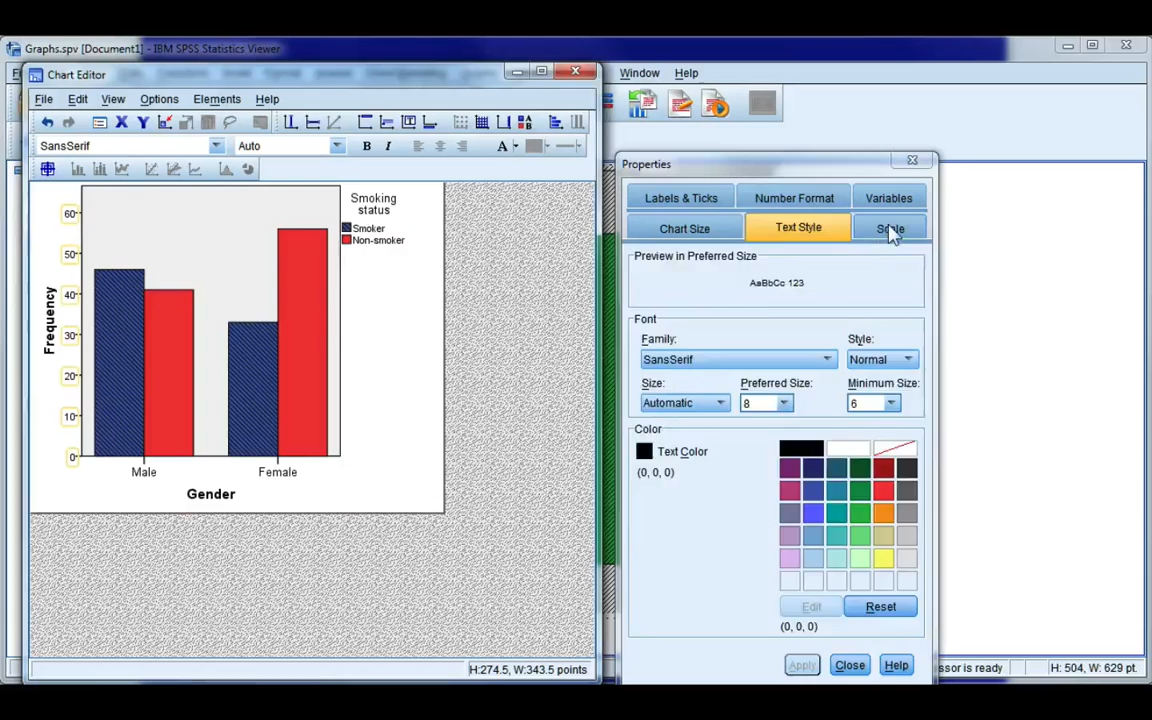 Graphs.spv [Document1] - IBM SPSS Statistics Viewer
Chart Editor
Window Help
File Edit View Options Elements Help
X Y
SansSerif Auto B I A
Properties
Labels & Ticks Number Format Variables
Chart Size Text Style Scale
Preview in Preferred Size
AaBbCc 123
Font
Family: Style:
SansSerif Normal
Size: Preferred Size: Minimum Size:
Automatic 8 6
Color
Text Color
(0, 0, 0)
Edit Reset
(0, 0, 0)
Apply Close Help
Smoking
status
Smoker
Non-smoker
60
50
40
30
20
10
0
Frequency
Male Female
Gender
H:274.5, W:343.5 points
ssor is ready H: 504, W: 629 pt.